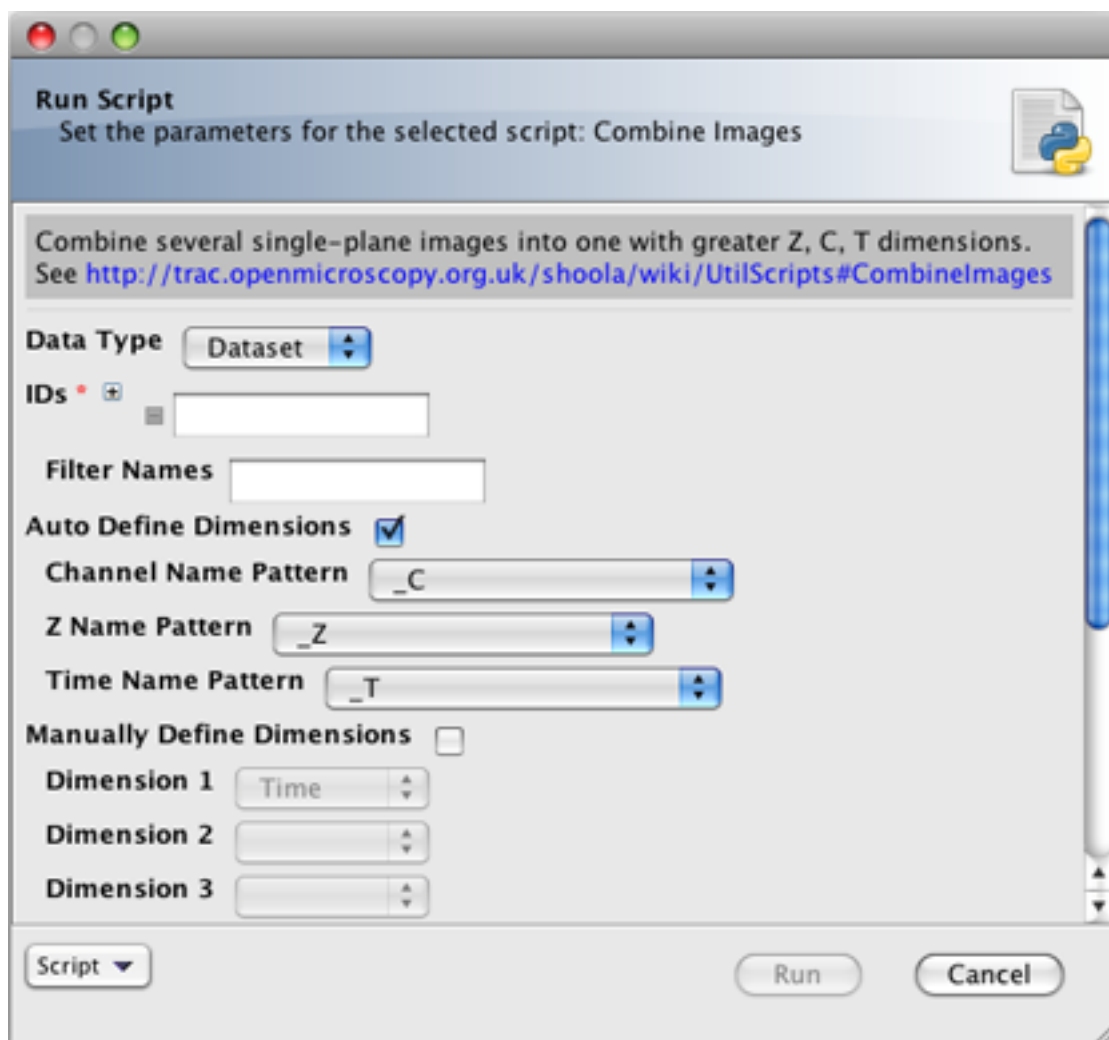 Run Script
Set the parameters for the selected script: Combine Images
Combine several single-plane images into one with greater Z, C, T dimensions.
See http://trac.openmicroscopy.org.uk/shoola/wiki/UtilScripts#CombineImages
Data Type Dataset
IDs *
Filter Names
Auto Define Dimensions
Channel Name Pattern _C
Z Name Pattern _Z
Time Name Pattern _T
Manually Define Dimensions
Dimension 1 Time
Dimension 2
Dimension 3
Script Run Cancel